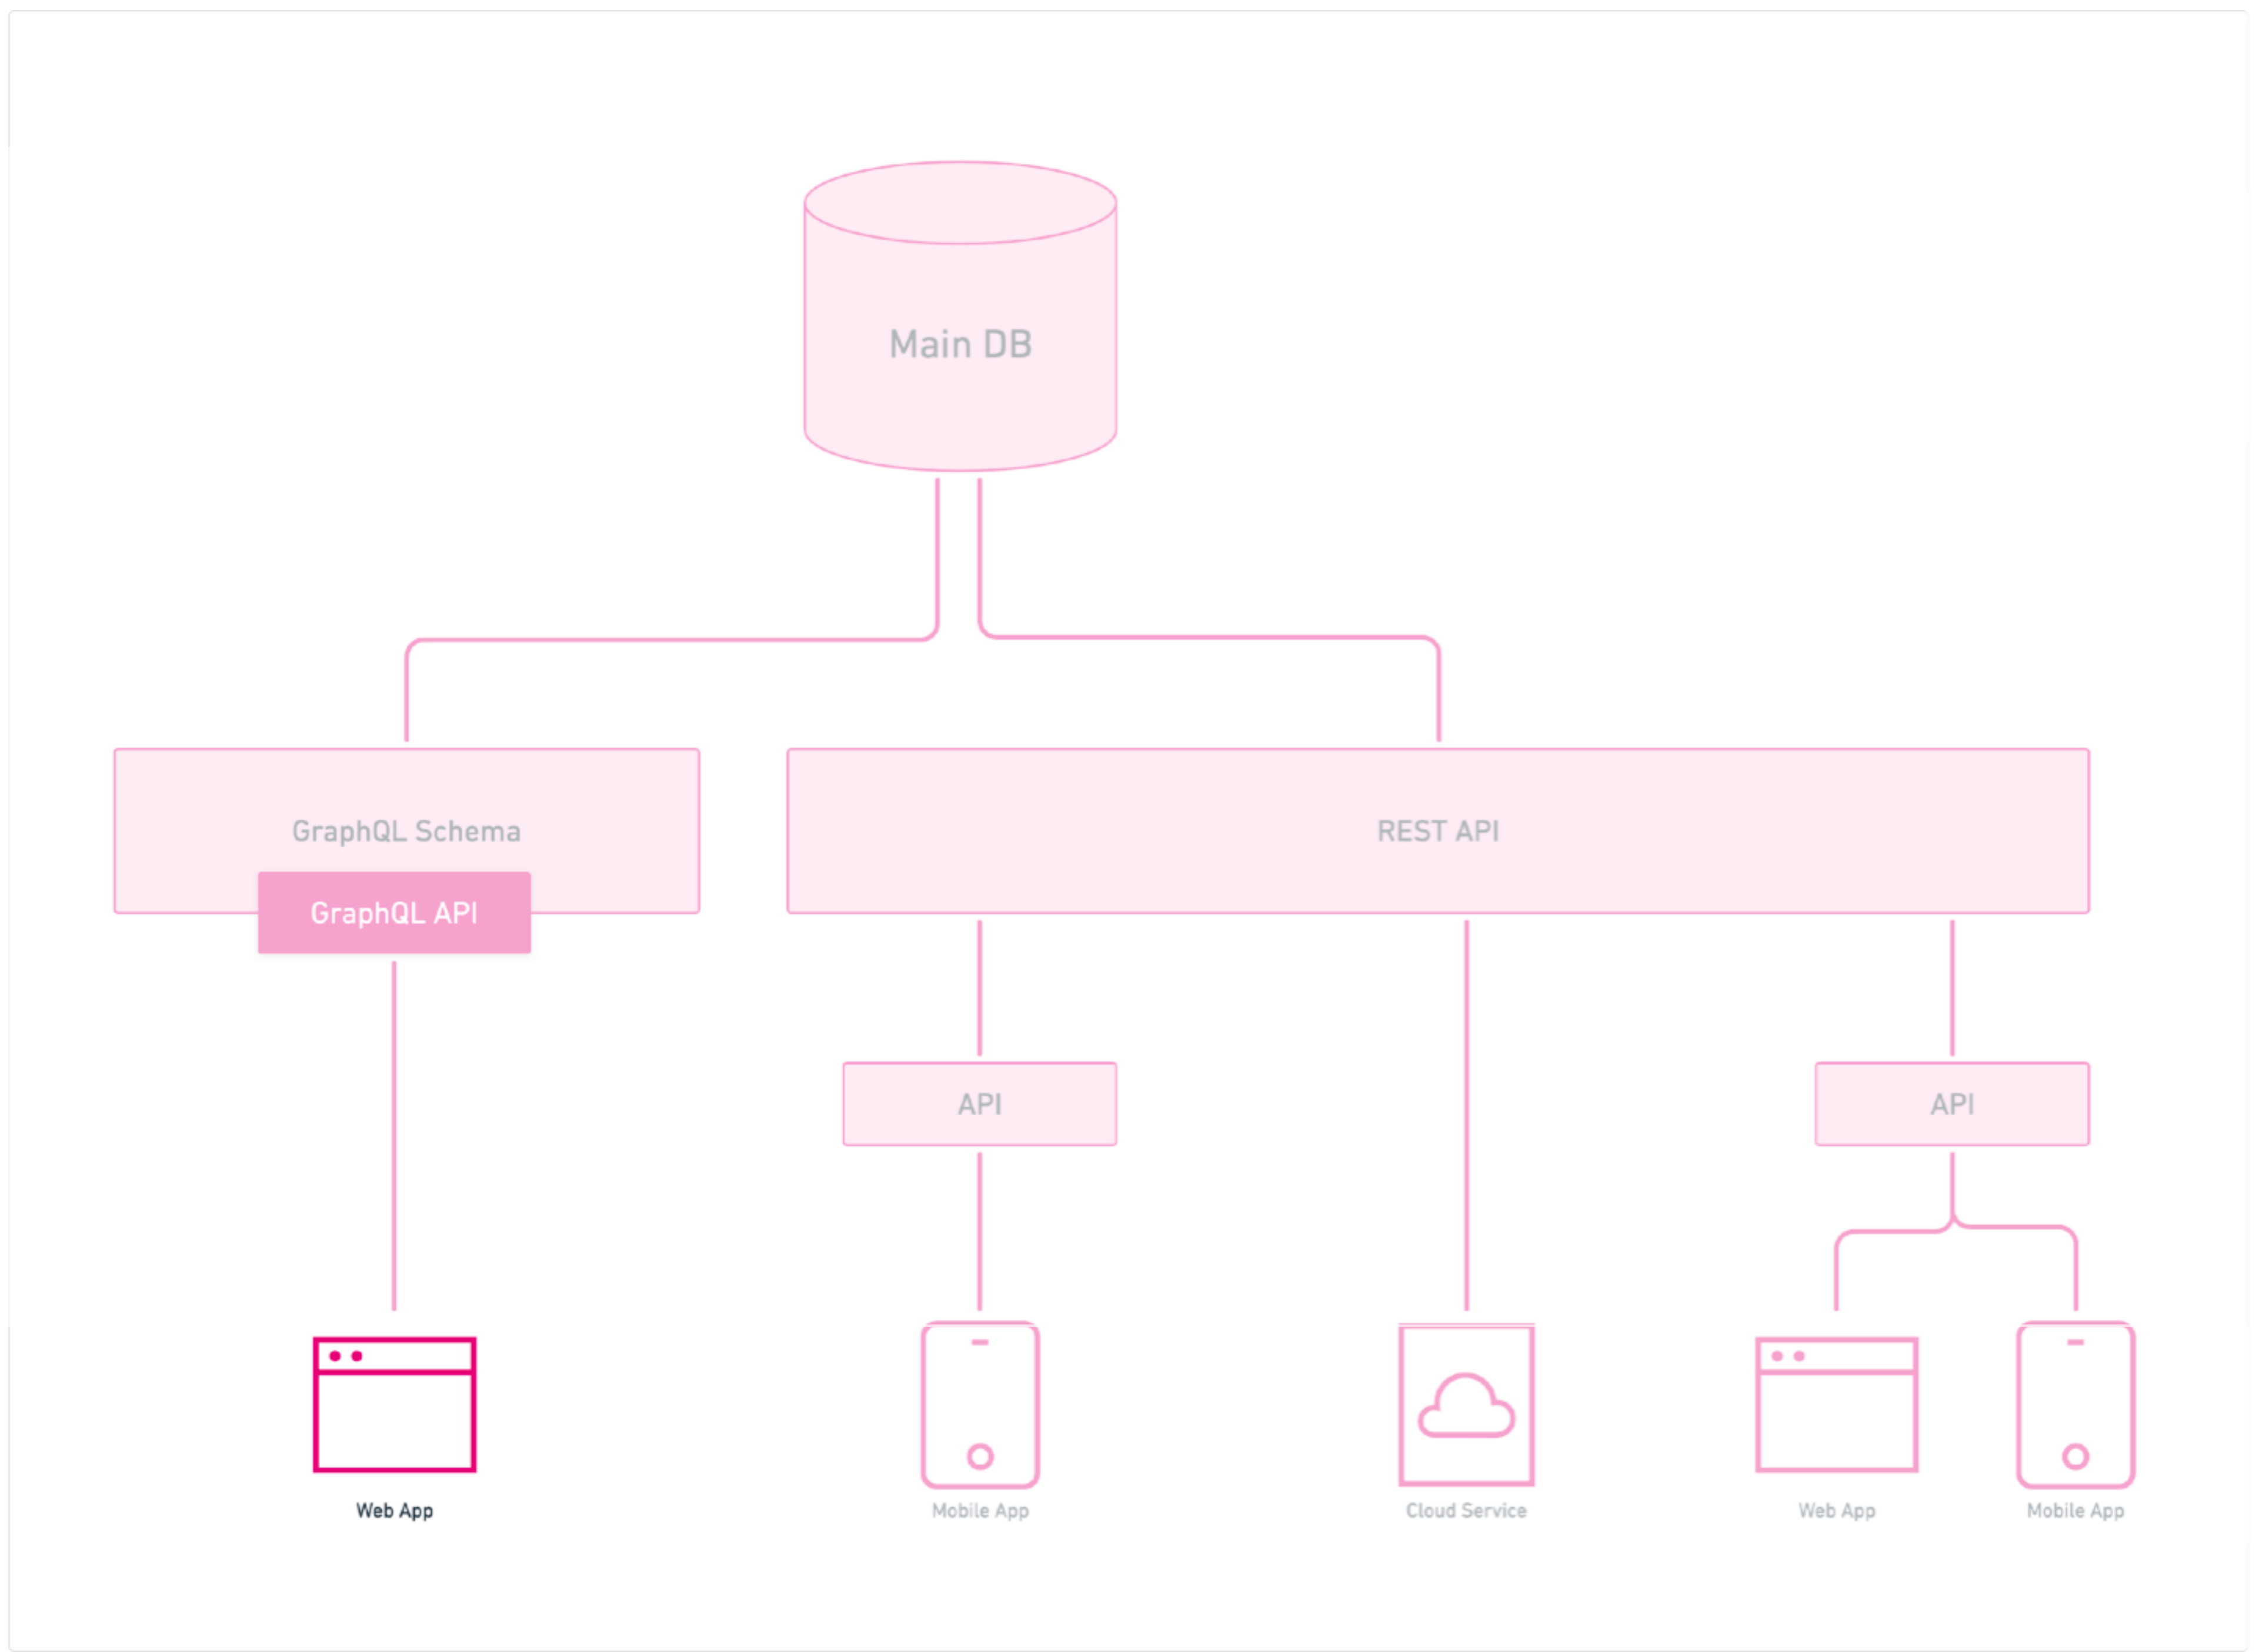 Main DB
GraphQL Schema
GraphQL API
REST API
API
API
Web App
Mobile App
Cloud Service
Web App
Mobile App